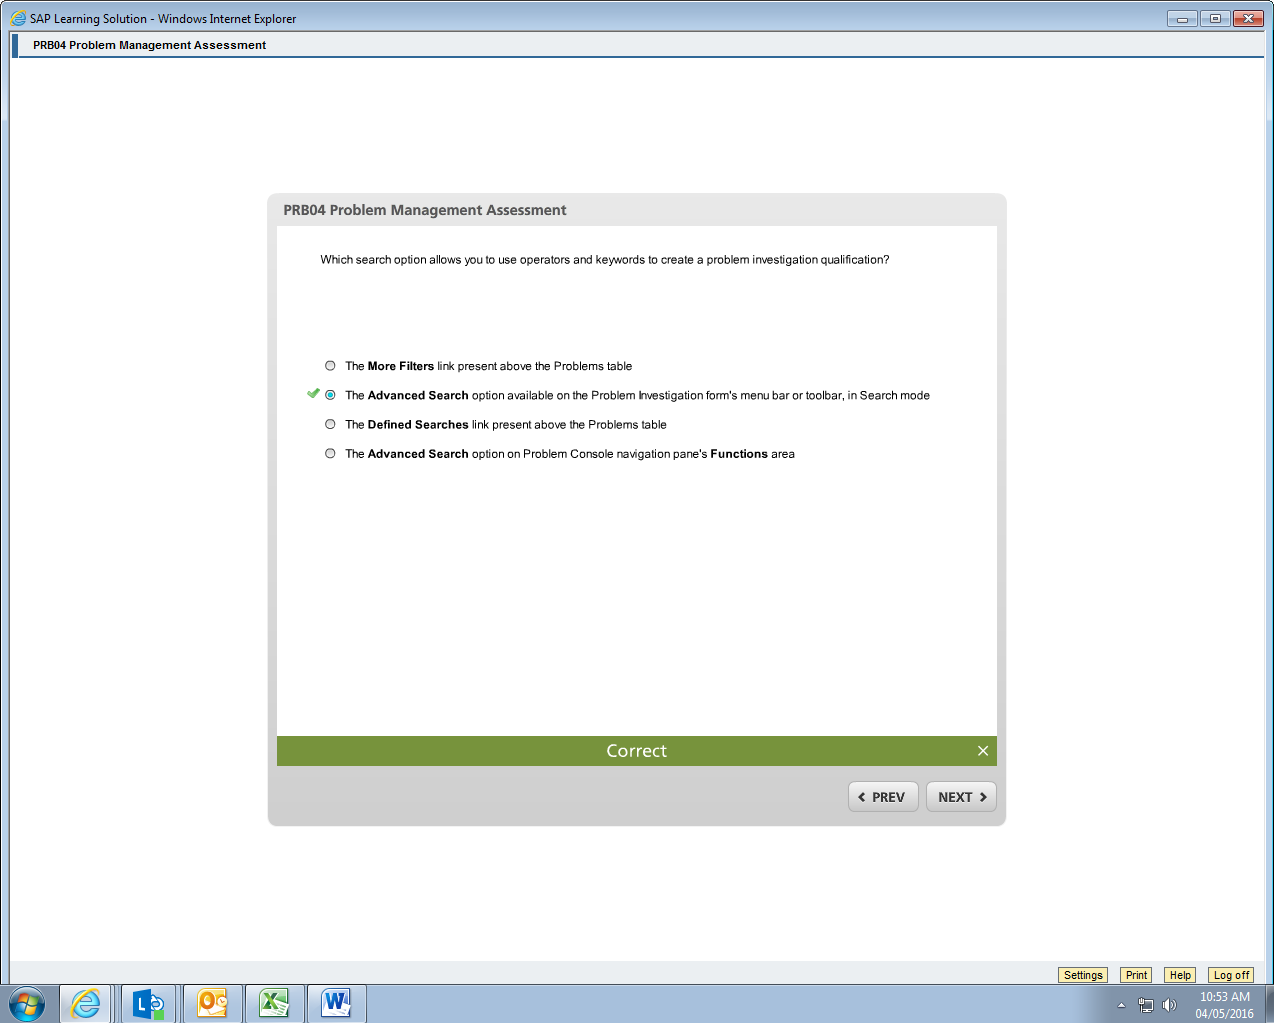 SAP Learning Solution - Windows Internet Explorer
PRB04 Problem Management Assessment
PRB04 Problem Management Assessment
Which search option allows you to use operators and keywords to create a problem investigation qualification?
The More Filters link present above the Problems table
The Advanced Search option available on the Problem Investigation form's menu bar or toolbar, in Search mode
The Defined Searches link present above the Problems table
The Advanced Search option on Problem Console navigation pane's Functions area
Correct
PREV NEXT
Settings Print Help Log off
10:53 AM
04/05/2016